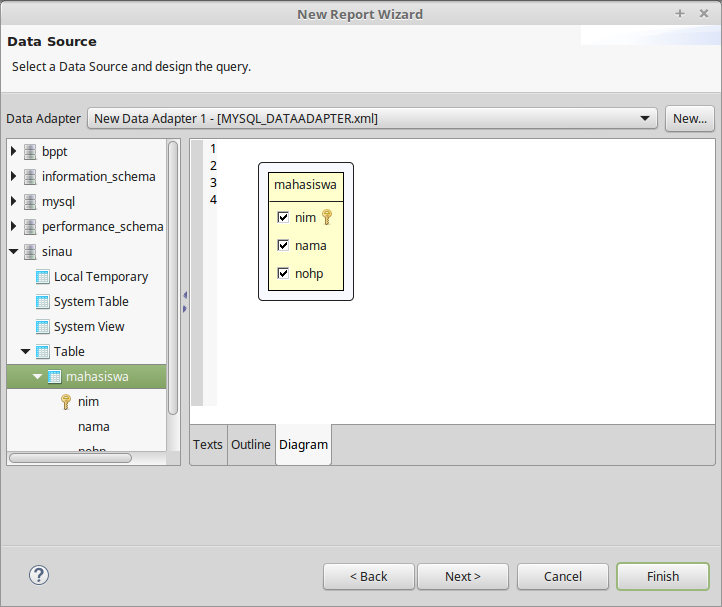 New Report Wizard
Data Source
Select a Data Source and design the query.
Data Adapter
New Data Adapter 1 - [MYSQL_DATAADAPTER.xml]
New...
bppt
information_schema
mysql
performance_schema
sinau
Local Temporary
System Table
System View
Table
mahasiswa
nim
nama
nohp
1
2
3
4
mahasiswa
nim
nama
nohp
Texts
Outline
Diagram
?
< Back
Next >
Cancel
Finish